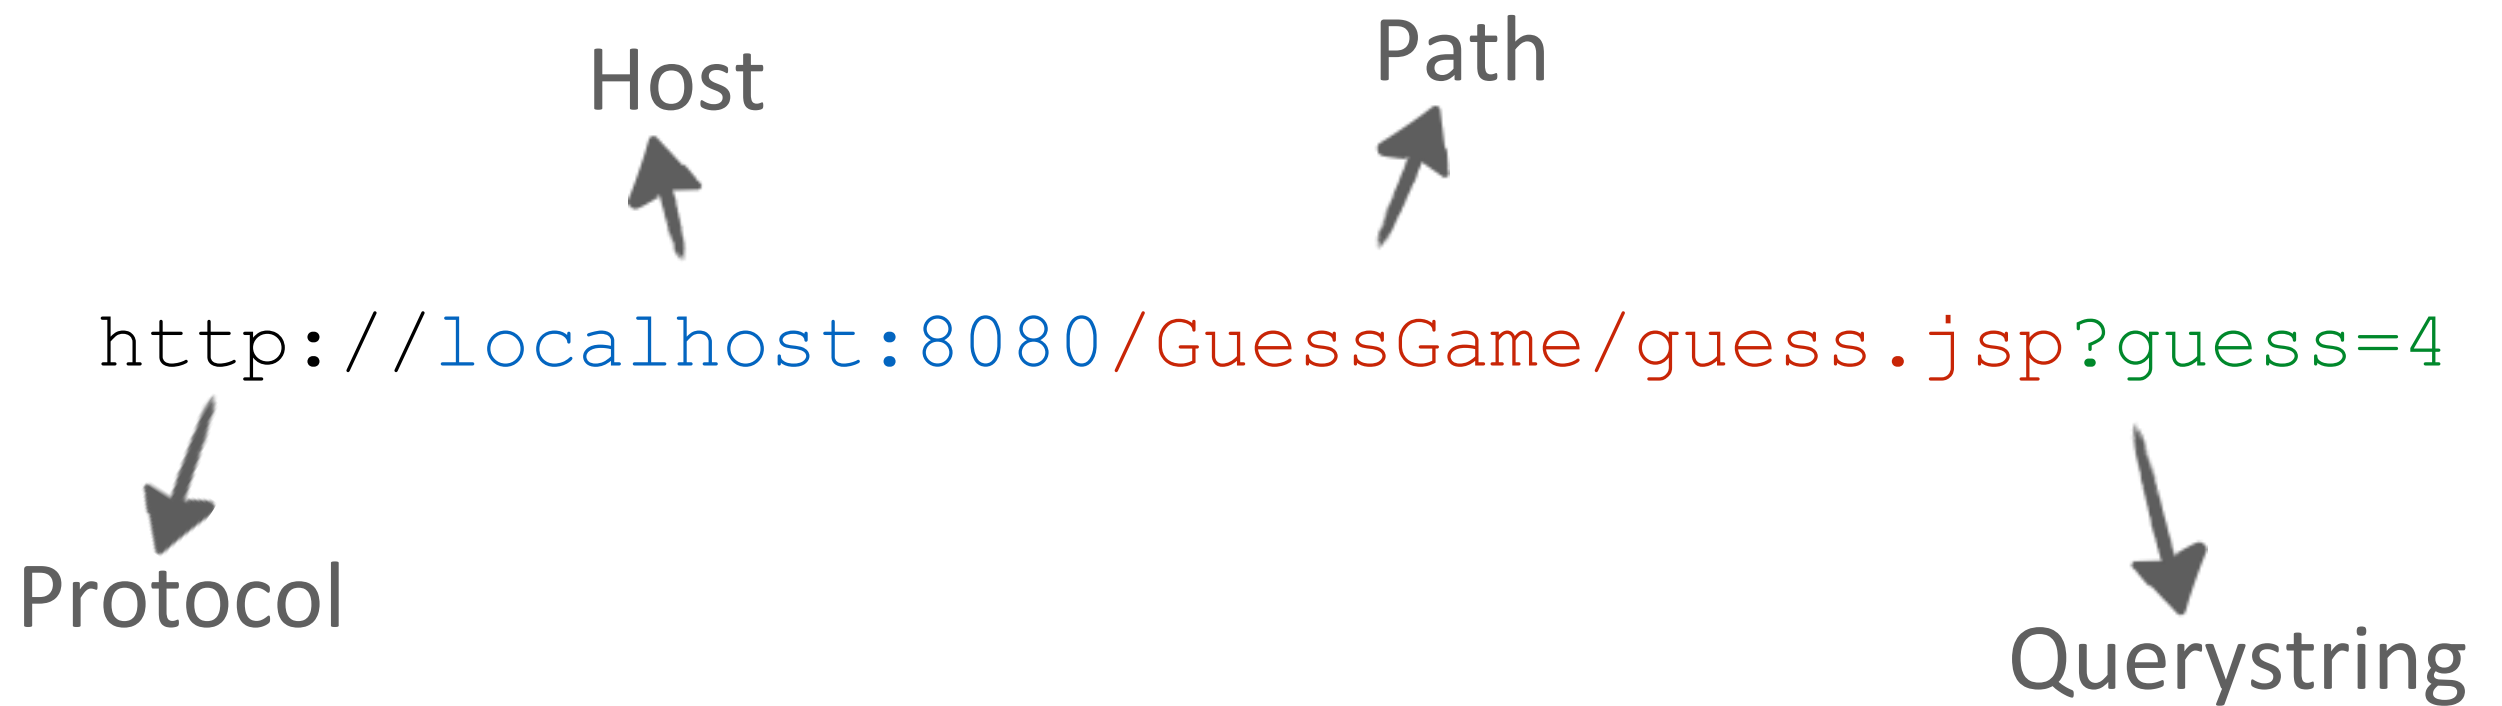 Path
Host
http://localhost:8080/GuessGame/guess.jsp?guess=4
Protocol
Querystring